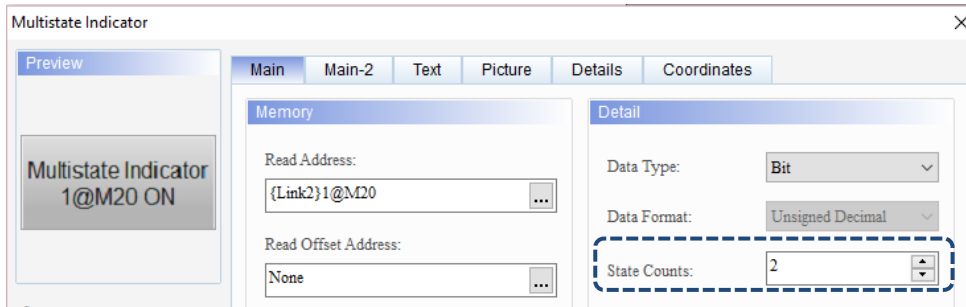 Multistate Indicator
Preview
Multistate Indicator
1@M20 ON
Main Main-2 Text Picture Details Coordinates
Memory
Read Address:
{Link2}1@M20
...
Read Offset Address:
None
...
Detail
Data Type:
Bit
Data Format:
Unsigned Decimal
State Counts:
2